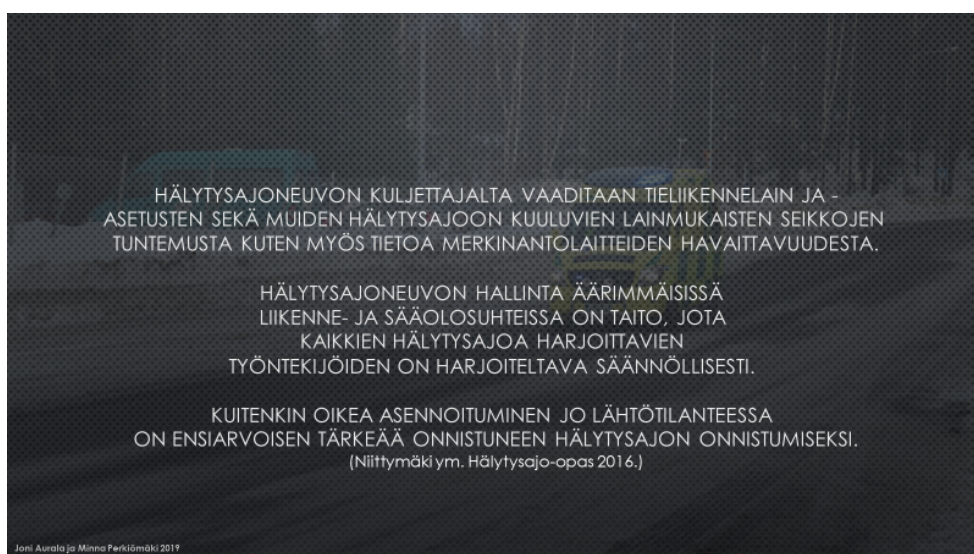 HÄLYTYSAJONEUVON KULJETTAJALTA VAADITAAN TIELIIKENNELAIN JA -
ASETUSTEN SEKÄ MUIDEN HÄLYTYSAJOON KUULUVIEN LAINMUKAISTEN SEIKKOJEN
TUNTEMUSTA KUTEN MYÖS TIETOA MERKINANTOLAITTEIDEN HAVAITTAVUUDESTA.
HÄLYTYSAJONEUVON HALLINTA ÄÄRIMMÄISISSÄ
LIIKENNE- JA SÄÄOLOSUHTEISSA ON TAITO, JOTA
KAIKKIEN HÄLYTYSAJOA HARJOITTAVIEN
TYÖNTEKIJÖIDEN ON HARJOITELTAVA SÄÄNNÖLLISESTI.
KUITENKIN OIKEA ASENNOITUMINEN JO LÄHTÖTILANTEESSA
ON ENSIARVOISEN TÄRKEÄÄ ONNISTUNEEN HÄLYTYSAJON ONNISTUMISEKSI.
(Niittymäki ym. Hälytysajo-opas 2016.)
Joni Aurala ja Minna Perkiömäki 2019